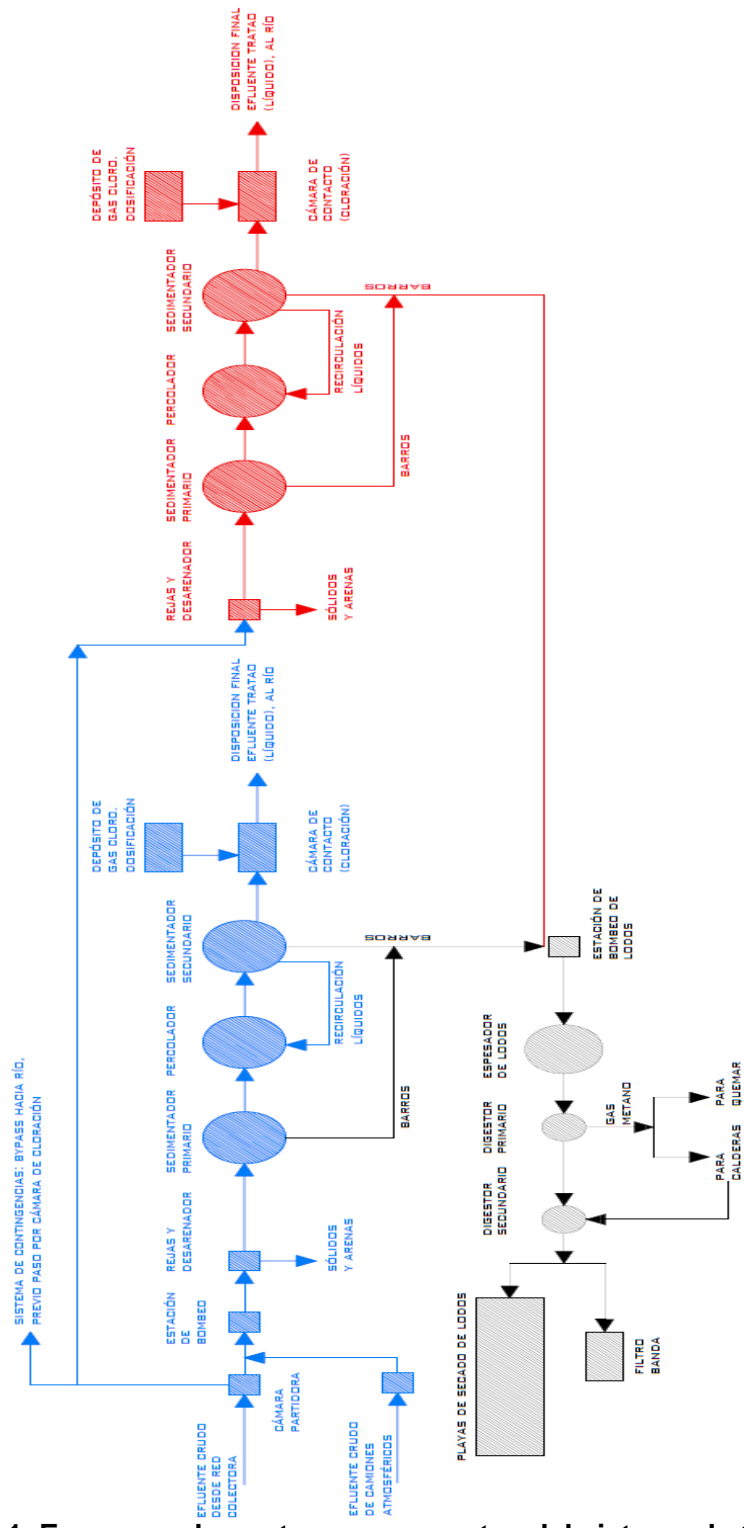 SISTEMA DE CONTINGENCIAS: BYPASS HACIA RÍO,
PREVIO PASO POR CÁMARA DE CLORACIÓN
EFLUENTE CRUDO
DESDE RED
COLECTORA
CÁMARA
PARTIDORA
EFLUENTE CRUDO
DE CAMIONES
ATMOSFÉRICOS
ESTACIÓN
DE
BOMBEO
REJAS Y
DESARENADOR
SÓLIDOS
Y ARENAS
SEDIMENTADOR
PRIMARIO
PERCOLADOR
SEDIMENTADOR
SECUNDARIO
RECIRCULACIÓN
LÍQUIDOS
BARROS
BARROS
DEPÓSITO DE
GAS CLORO.
DOSIFICACIÓN
CÁMARA DE
CONTACTO
(CLORACIÓN)
DISPOSICION FINAL
EFLUENTE TRATAO
(LÍQUIDO), AL RÍO
REJAS Y
DESARENADOR
SÓLIDOS
Y ARENAS
SEDIMENTADOR
PRIMARIO
PERCOLADOR
SEDIMENTADOR
SECUNDARIO
RECIRCULACIÓN
LÍQUIDOS
BARROS
BARROS
DEPÓSITO DE
GAS CLORO.
DOSIFICACIÓN
CÁMARA DE
CONTACTO
(CLORACIÓN)
DISPOSICION FINAL
EFLUENTE TRATAO
(LÍQUIDO), AL RÍO
ESTACIÓN DE
BOMBEO DE
LODOS
ESPESADOR
DE LODOS
DIGESTOR
PRIMARIO
GAS
METANO
PARA
QUEMAR
PARA
CALDERAS
DIGESTOR
SECUNDARIO
PLAYAS DE SECADO DE LODOS
FILTRO
BANDA